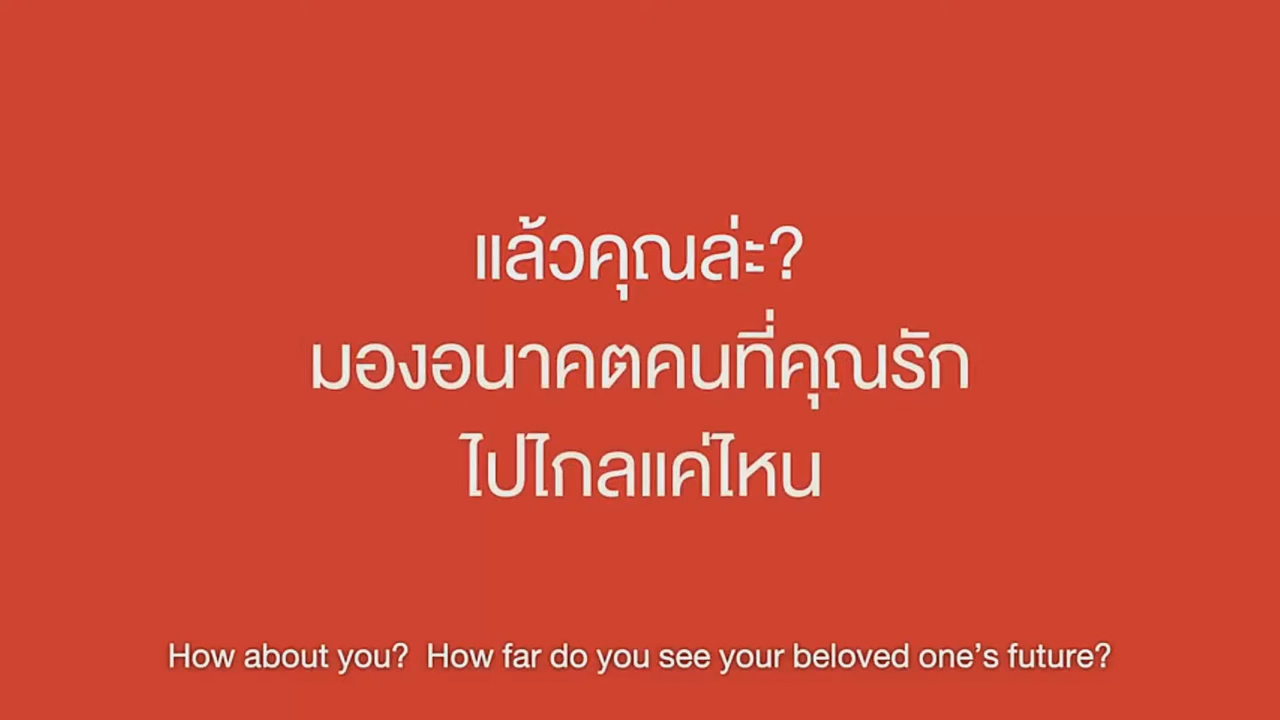 แล้วคุณล่ะ?
มองอนาคตคนที่คุณรัก
ไปไกลแค่ไหน
How about you? How far do you see your beloved one's future?